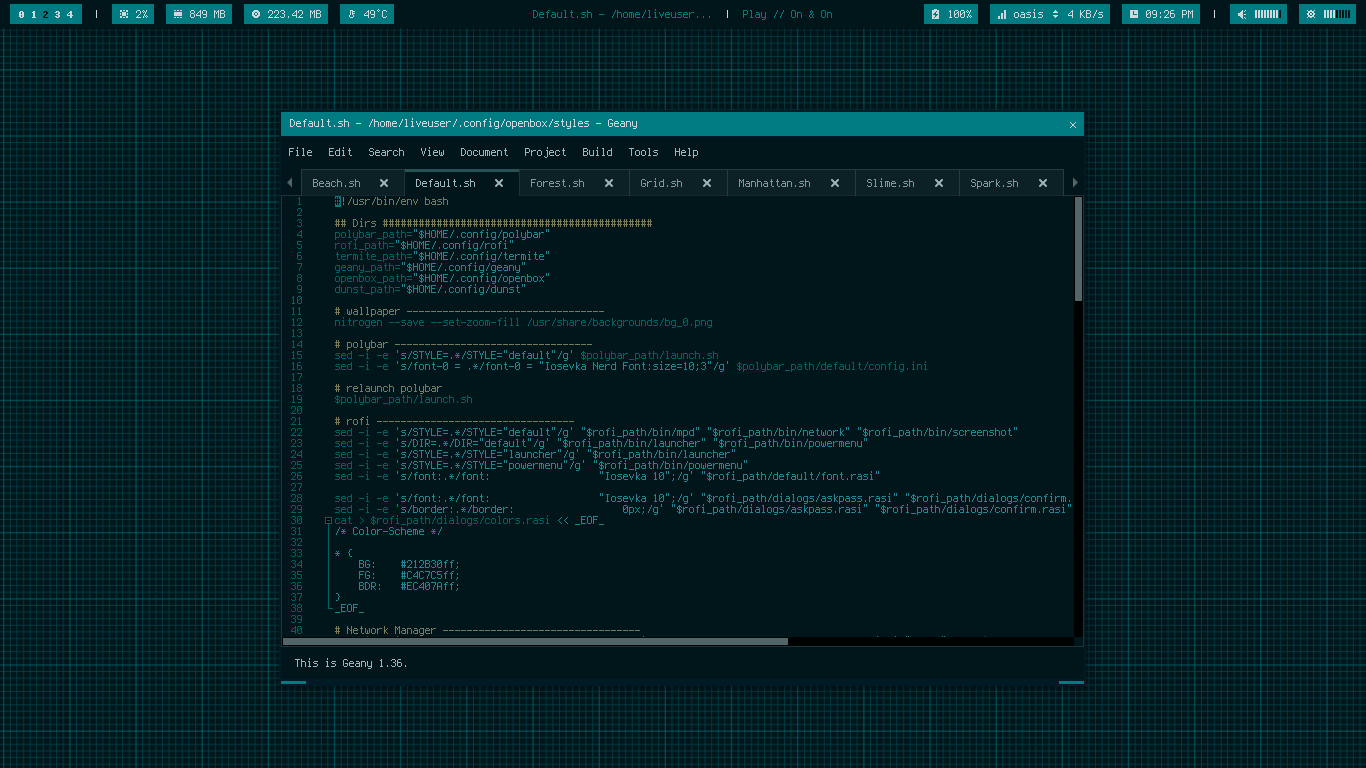 0 1 2 3 4 | 2% 849 MB 223.42 MB 49°C Default.sh - /home/liveuser... | Play // On & On 100% oasis 4 KB/s 09:26 PM |
Default.sh - /home/liveuser/.config/openbox/styles - Geany
File Edit Search View Document Project Build Tools Help
Beach.sh Default.sh Forest.sh Grid.sh Manhattan.sh Slime.sh Spark.sh
1 #!/usr/bin/env bash
2
3 ## Dirs #############################################
4 polybar_path="$HOME/.config/polybar"
5 rofi_path="$HOME/.config/rofi"
6 termite_path="$HOME/.config/termite"
7 geany_path="$HOME/.config/geany"
8 openbox_path="$HOME/.config/openbox"
9 dunst_path="$HOME/.config/dunst"
10
11 # wallpaper ---------------------------------
12 nitrogen --save --set-zoom-fill /usr/share/backgrounds/bg_0.png
13
14 # polybar ---------------------------------
15 sed -i -e 's/STYLE=.*/STYLE="default"/g' $polybar_path/launch.sh
16 sed -i -e 's/font-0 = .*/font-0 = "Iosevka Nerd Font:size=10;3"/g' $polybar_path/default/config.ini
17
18 # relaunch polybar
19 $polybar_path/launch.sh
20
21 # rofi ---------------------------------
22 sed -i -e 's/STYLE=.*/STYLE="default"/g' "$rofi_path/bin/mpd" "$rofi_path/bin/network" "$rofi_path/bin/screenshot"
23 sed -i -e 's/DIR=.*/DIR="default"/g' "$rofi_path/bin/launcher" "$rofi_path/bin/powermenu"
24 sed -i -e 's/STYLE=.*/STYLE="launcher"/g' "$rofi_path/bin/launcher"
25 sed -i -e 's/STYLE=.*/STYLE="powermenu"/g' "$rofi_path/bin/powermenu"
26 sed -i -e 's/font:.*/font: "Iosevka 10";/g' "$rofi_path/default/font.rasi"
27
28 sed -i -e 's/font:.*/font: "Iosevka 10";/g' "$rofi_path/dialogs/askpass.rasi" "$rofi_path/dialogs/confirm.
29 sed -i -e 's/border:.*/border: 0px;/g' "$rofi_path/dialogs/askpass.rasi" "$rofi_path/dialogs/confirm.rasi"
30 cat > $rofi_path/dialogs/colors.rasi << _EOF_
31 /* Color-Scheme */
32
33 * {
34 BG: #212B30ff;
35 FG: #C4C7C5ff;
36 BDR: #EC407Aff;
37 }
38 _EOF_
39
40 # Network Manager ---------------------------------
This is Geany 1.36.